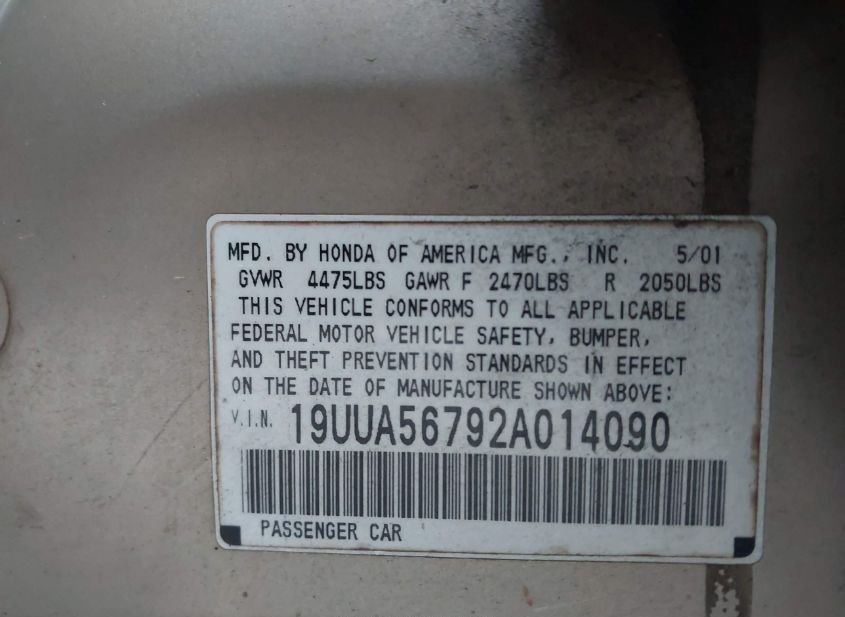 MFD. BY HONDA OF AMERICA MFG., INC. 5/01
GVWR 4475LBS GAWR F 2470LBS R 2050LBS
THIS VEHICLE CONFORMS TO ALL APPLICABLE
FEDERAL MOTOR VEHICLE SAFETY, BUMPER,
AND THEFT PREVENTION STANDARDS IN EFFECT
ON THE DATE OF MANUFACTURE SHOWN ABOVE:
V.I.N. 19UUA56792A014090
PASSENGER CAR